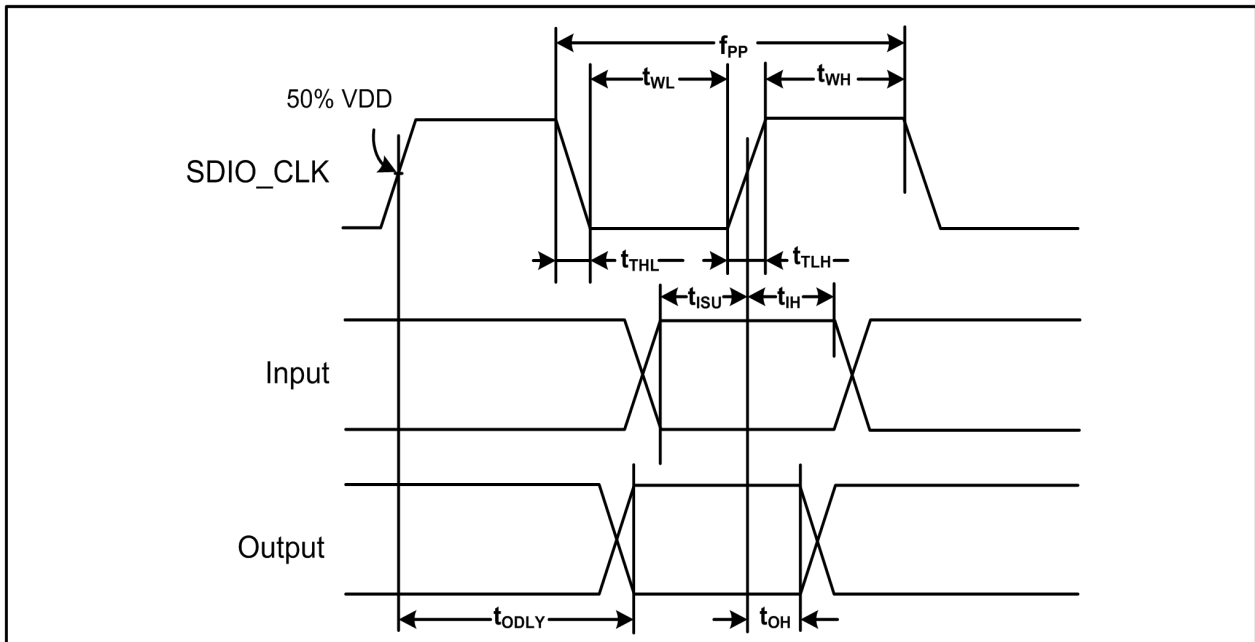 fPP
tWL
tWH
50% VDD
SDIO_CLK
tTHL
tTLH
tISU
tIH
Input
Output
tODLY
tOH